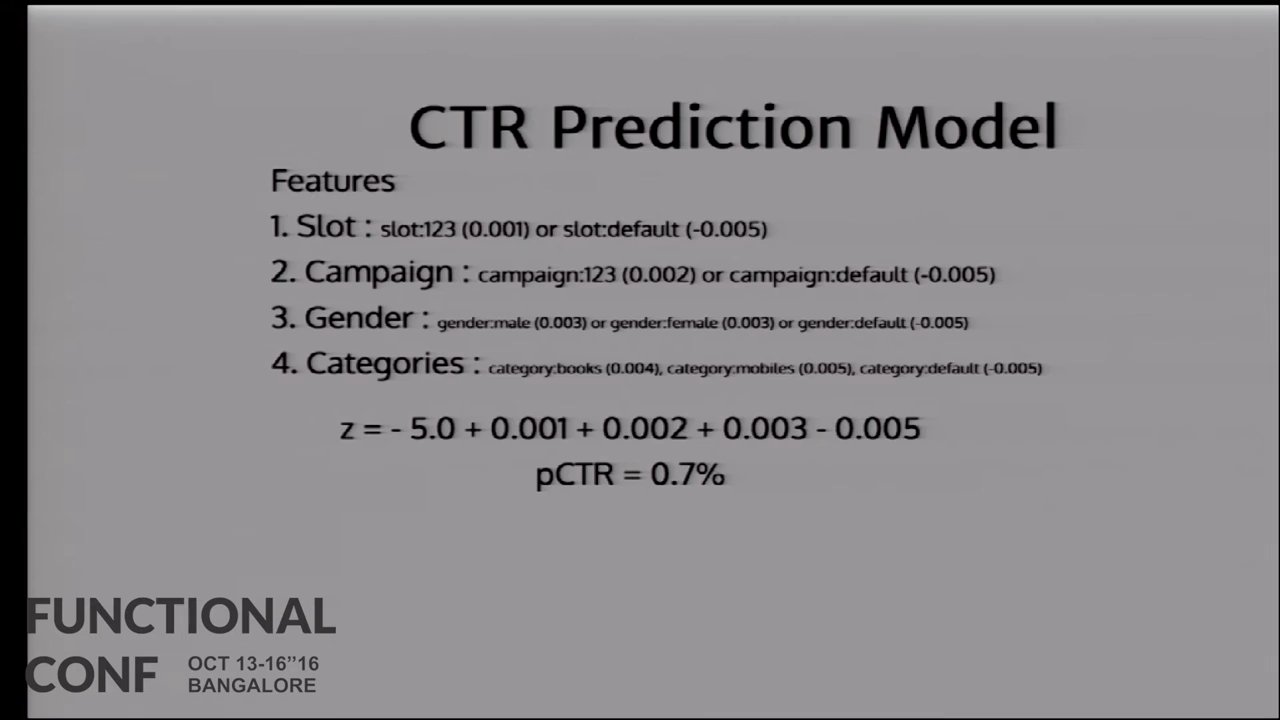 CTR Prediction Model
Features
1. Slot : slot:123 (0.001) or slot:default (-0.005)
2. Campaign : campaign:123 (0.002) or campaign:default (-0.005)
3. Gender : gender:male (0.003) or gender:female (0.003) or gender:default (-0.005)
4. Categories : category:books (0.004), category:mobiles (0.005), category:default (-0.005)
z = - 5.0 + 0.001 + 0.002 + 0.003 - 0.005
pCTR = 0.7%
FUNCTIONAL
CONF
OCT 13-16”16
BANGALORE